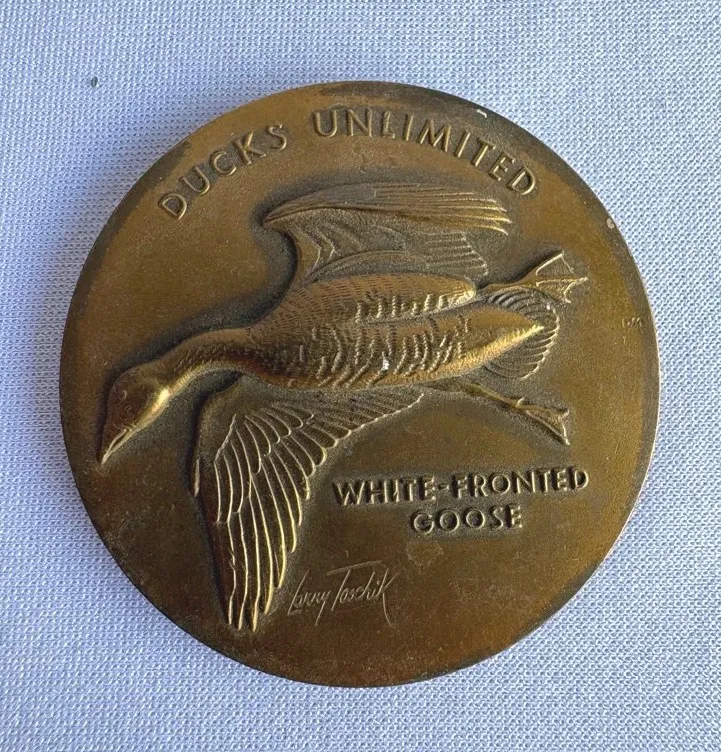 DUCKS UNLIMITED
WHITE-FRONTED
GOOSE
Larry Toschik